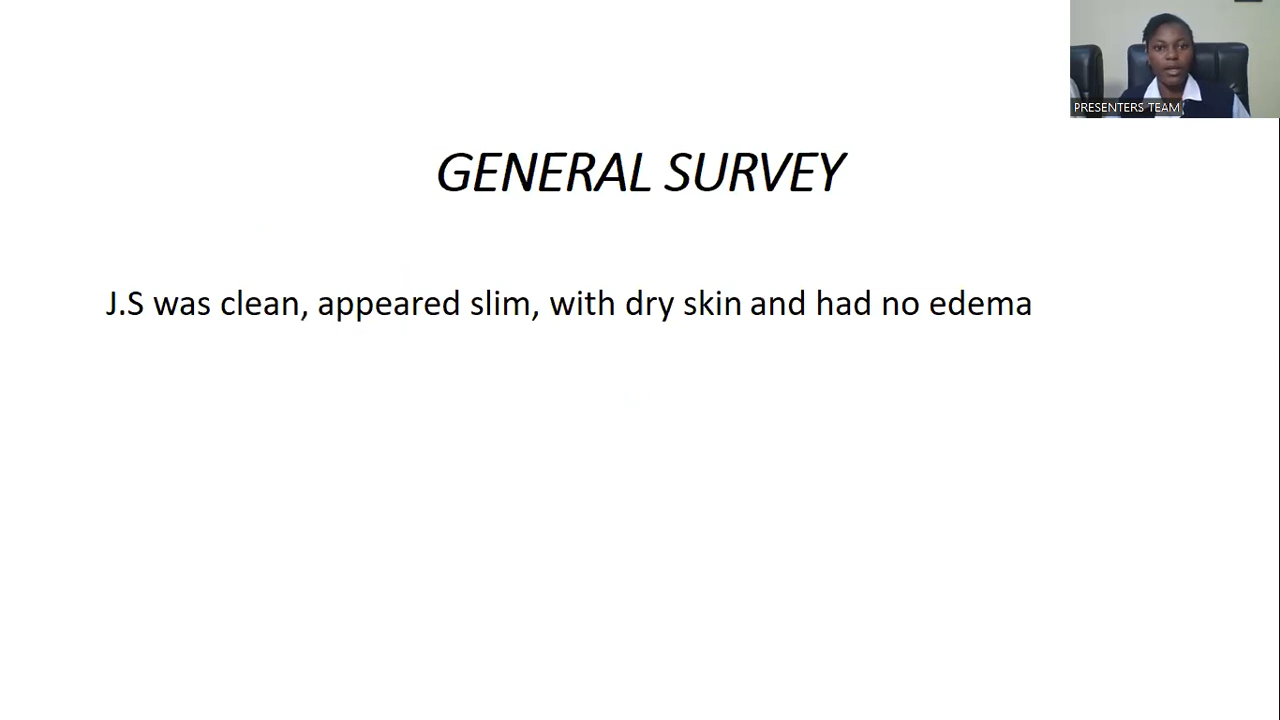 PRESENTERS TEAM
GENERAL SURVEY
J.S was clean, appeared slim, with dry skin and had no edema